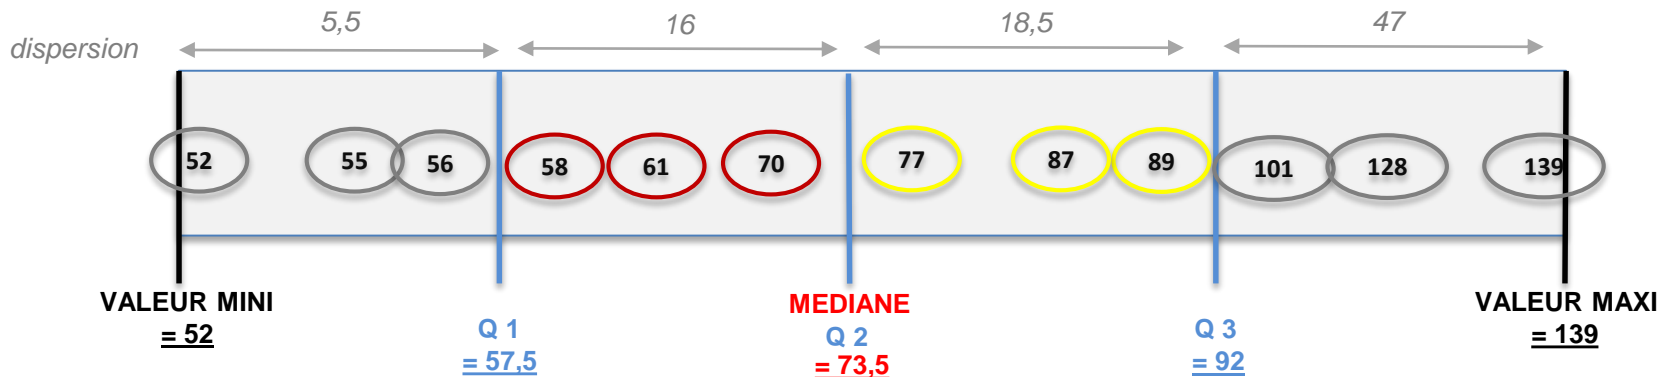 5,5 16 18,5 47
dispersion
52 55 56 58 61 70 77 87 89 101 128 139
VALEUR MINI
= 52
Q 1
= 57,5
MEDIANE
Q 2
= 73,5
Q 3
= 92
VALEUR MAXI
= 139